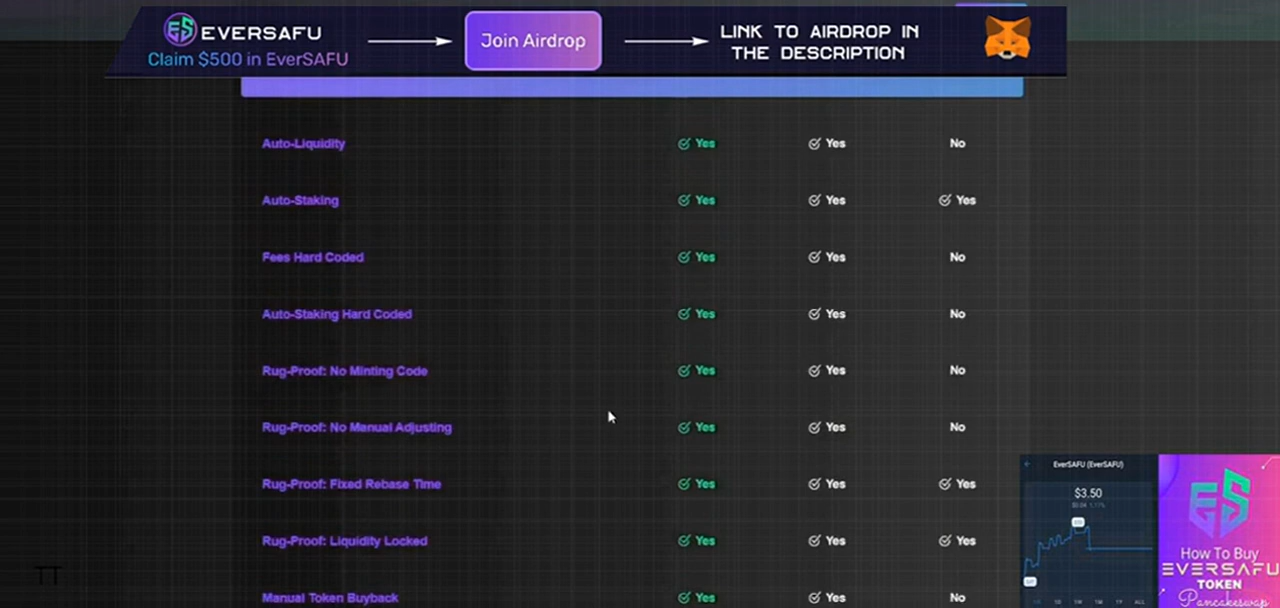 EVERSAFU
Claim $500 in EverSAFU
Join Airdrop
LINK TO AIRDROP IN
THE DESCRIPTION
Auto-Liquidity Yes Yes No
Auto-Staking Yes Yes Yes
Fees Hard Coded Yes Yes No
Auto-Staking Hard Coded Yes Yes No
Rug-Proof: No Minting Code Yes Yes No
Rug-Proof: No Manual Adjusting Yes Yes No
Rug-Proof: Fixed Rebase Time Yes Yes Yes
Rug-Proof: Liquidity Locked Yes Yes Yes
Manual Token Buyback Yes Yes No
EverSAFU (EverSAFU)
$3.50
How To Buy
EVERSAFU
TOKEN
Pancakeswap
TT